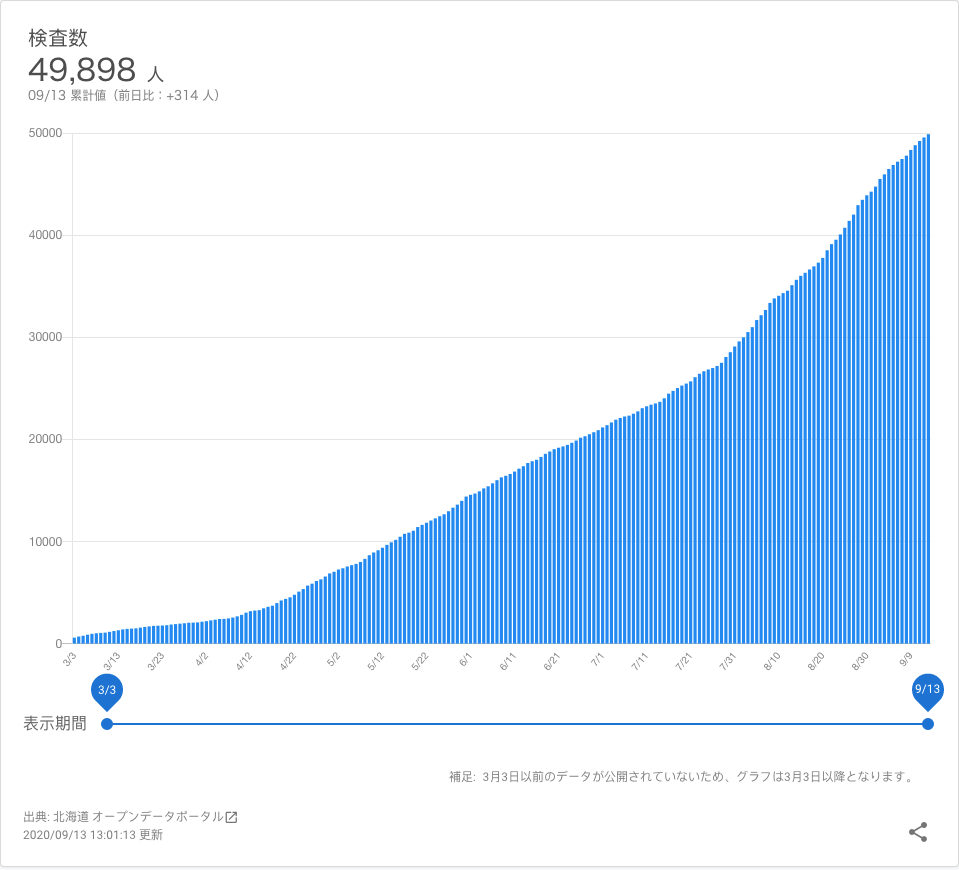 検査数
49,898 人
09/13 累計値（前日比：+314 人）
50000
40000
30000
20000
10000
0
3/3 3/13 3/23 4/2 4/12 4/22 5/2 5/12 5/22 6/1 6/11 6/21 7/1 7/11 7/21 7/31 8/10 8/20 8/30 9/9
3/3 9/13
表示期間
補足: 3月3日以前のデータが公開されていないため、グラフは3月3日以降となります。
出典: 北海道 オープンデータポータル
2020/09/13 13:01:13 更新